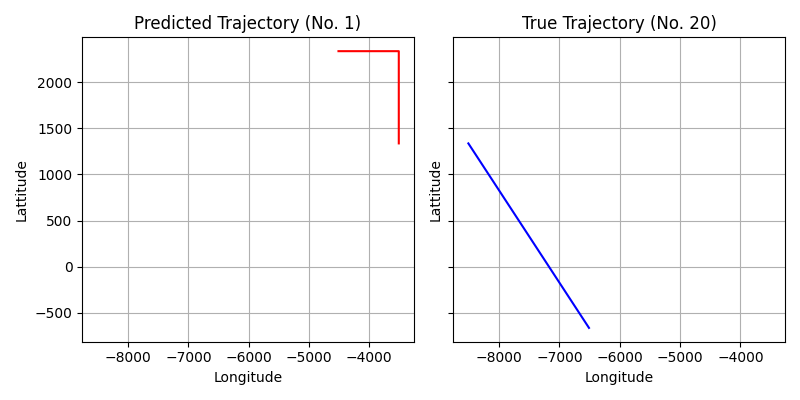 Predicted Trajectory (No. 1)
True Trajectory (No. 20)
Lattitude
2000
1500
1000
500
0
−500
−8000 −7000 −6000 −5000 −4000
Longitude
Lattitude
−8000 −7000 −6000 −5000 −4000
Longitude